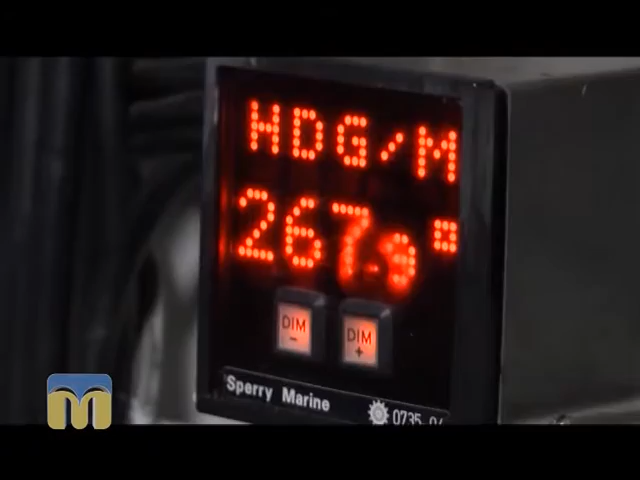 HDG/M
267.9°
DIM - DIM +
Sperry Marine 0735
M